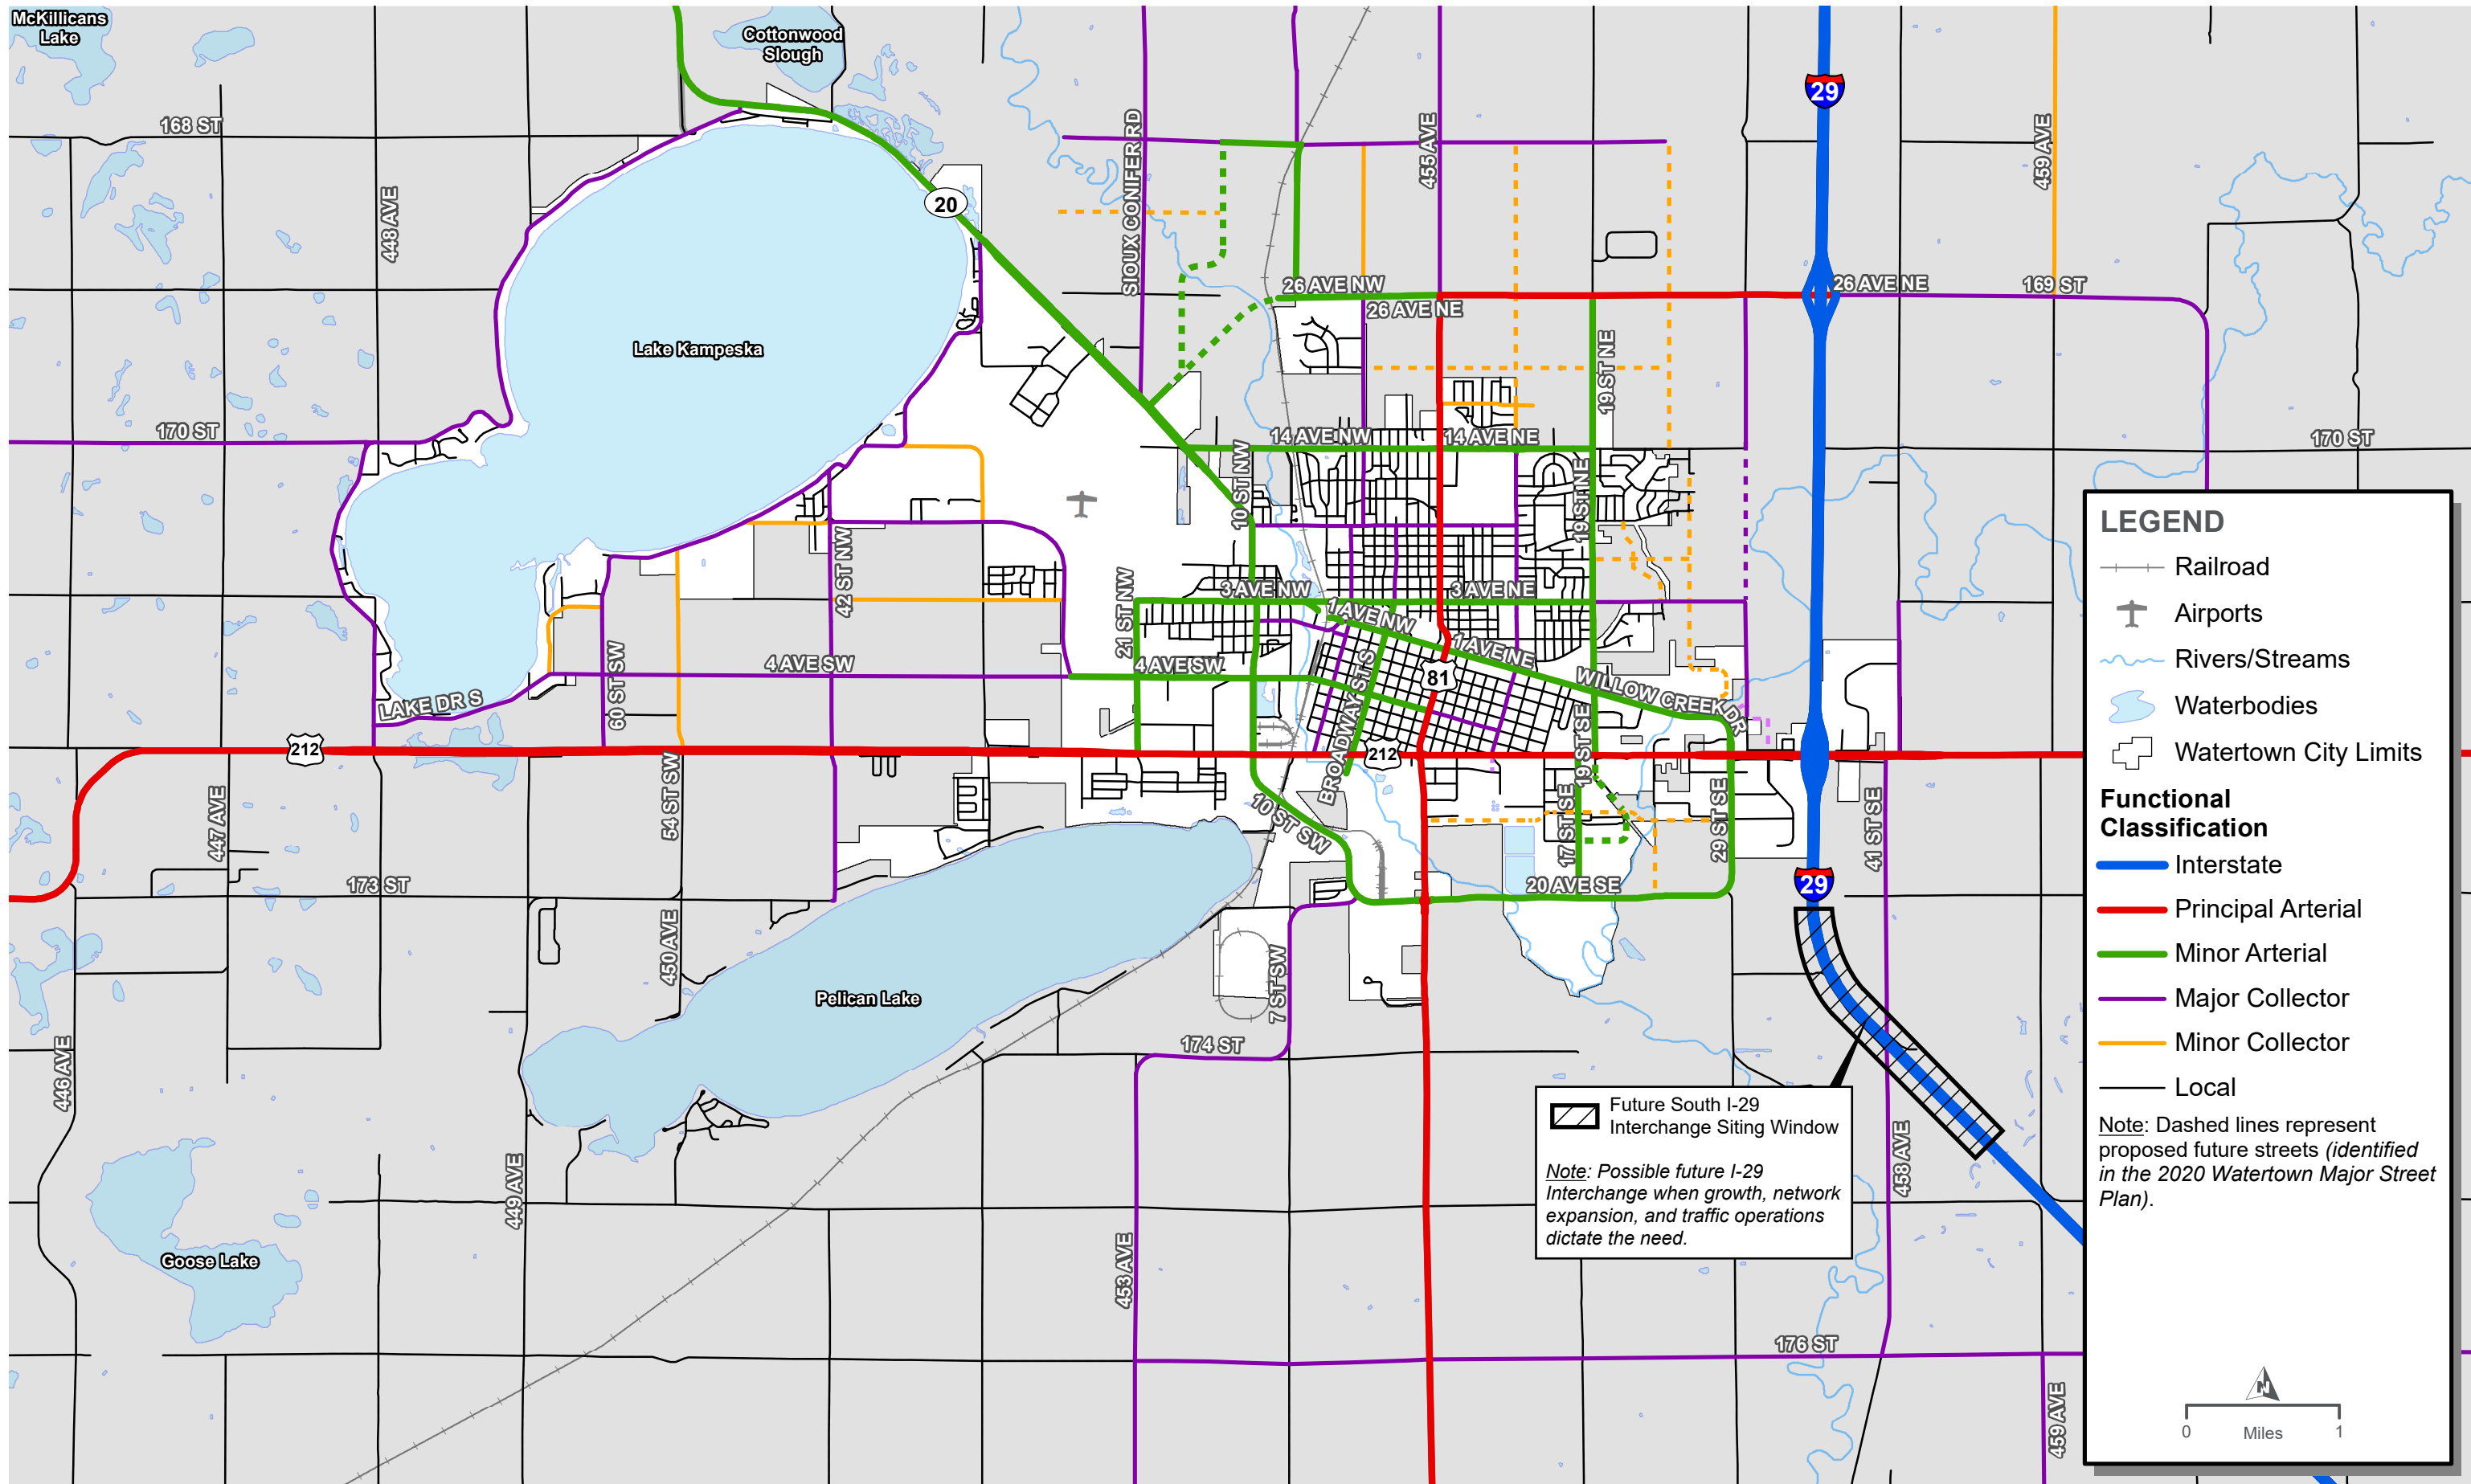 McKillicans
Lake
Cottonwood
Slough
29
168 ST
448 AVE
SIOUX CONIFER RD
455 AVE
459 AVE
20
26 AVE NW
26 AVE NE
26 AVE NE
169 ST
Lake Kampeska
19 ST NE
170 ST
14 AVE NW
14 AVE NE
170 ST
10 ST NW
19 ST NE
42 ST NW
21 ST NW
3 AVE NW
3 AVE NE
1 AVE NW
1 AVE NE
60 ST SW
4 AVE SW
4 AVE SW
BROADWAY ST S
81
WILLOW CREEK DR
LAKE DR S
212
212
19 ST SE
54 ST SW
447 AVE
10 ST SW
17 ST SE
29 ST SE
41 ST SE
173 ST
20 AVE SE
29
450 AVE
Pelican Lake
7 ST SW
174 ST
446 AVE
449 AVE
453 AVE
458 AVE
Goose Lake
176 ST
459 AVE
Future South I-29
Interchange Siting Window
Note: Possible future I-29
Interchange when growth, network
expansion, and traffic operations
dictate the need.
LEGEND
Railroad
Airports
Rivers/Streams
Waterbodies
Watertown City Limits
Functional
Classification
Interstate
Principal Arterial
Minor Arterial
Major Collector
Minor Collector
Local
Note: Dashed lines represent
proposed future streets (identified
in the 2020 Watertown Major Street
Plan).
N
0 Miles 1